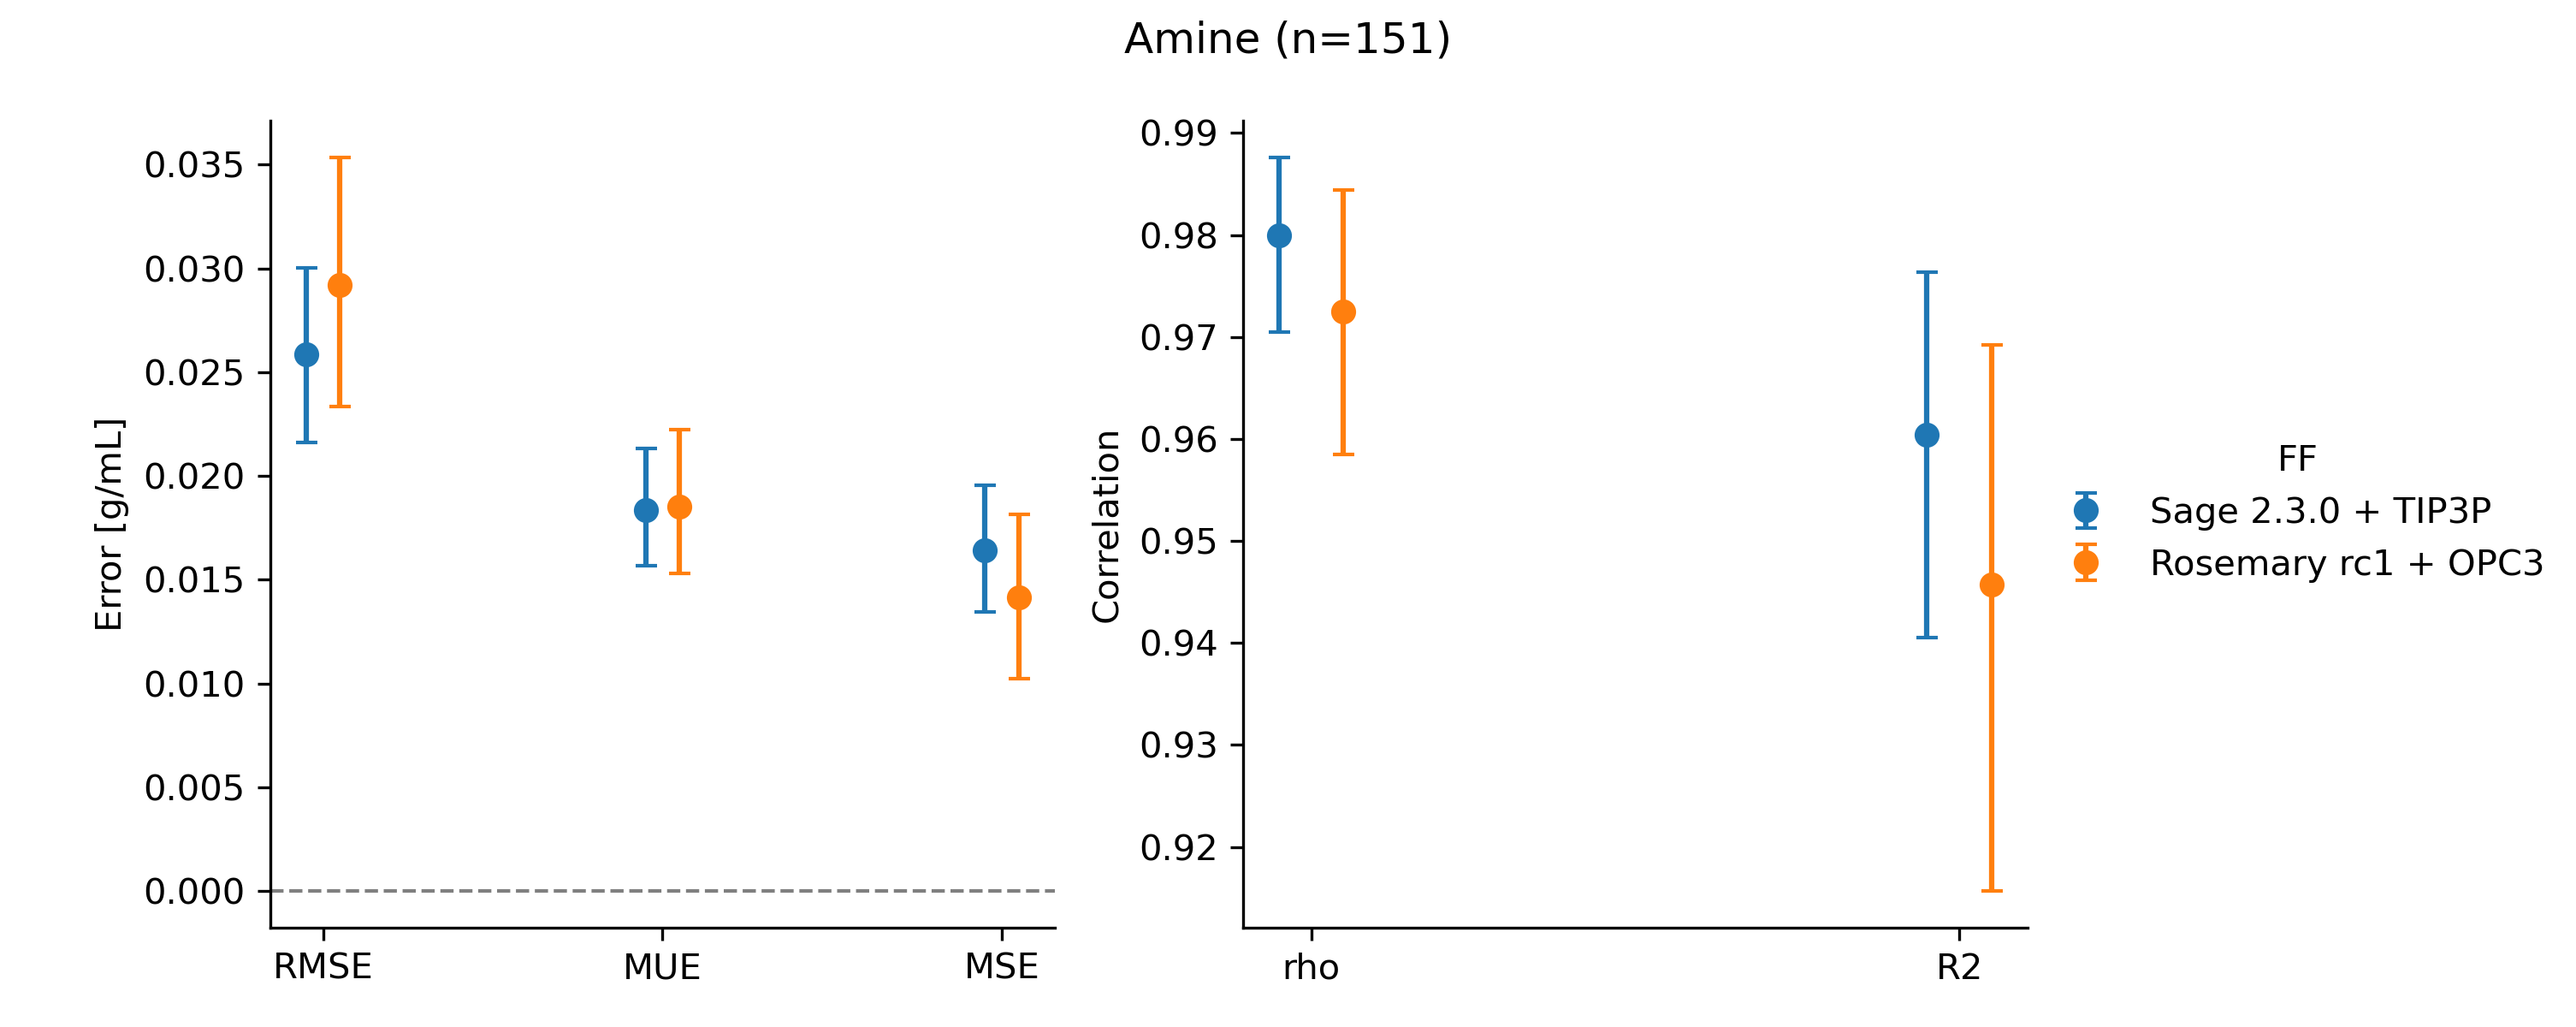 Amine (n=151)
Error [g/mL]
0.035
0.030
0.025
0.020
0.015
0.010
0.005
0.000
RMSE
MUE
MSE
Correlation
0.99
0.98
0.97
0.96
0.95
0.94
0.93
0.92
rho
R2
FF
Sage 2.3.0 + TIP3P
Rosemary rc1 + OPC3